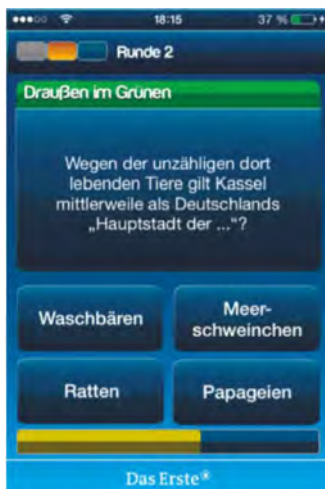 18:15
37 %
Runde 2
Draußen im Grünen
Wegen der unzähligen dort
lebenden Tiere gilt Kassel
mittlerweile als Deutschlands
„Hauptstadt der ..."?
Waschbären
Meer-
schweinchen
Ratten
Papageien
Das Erste®